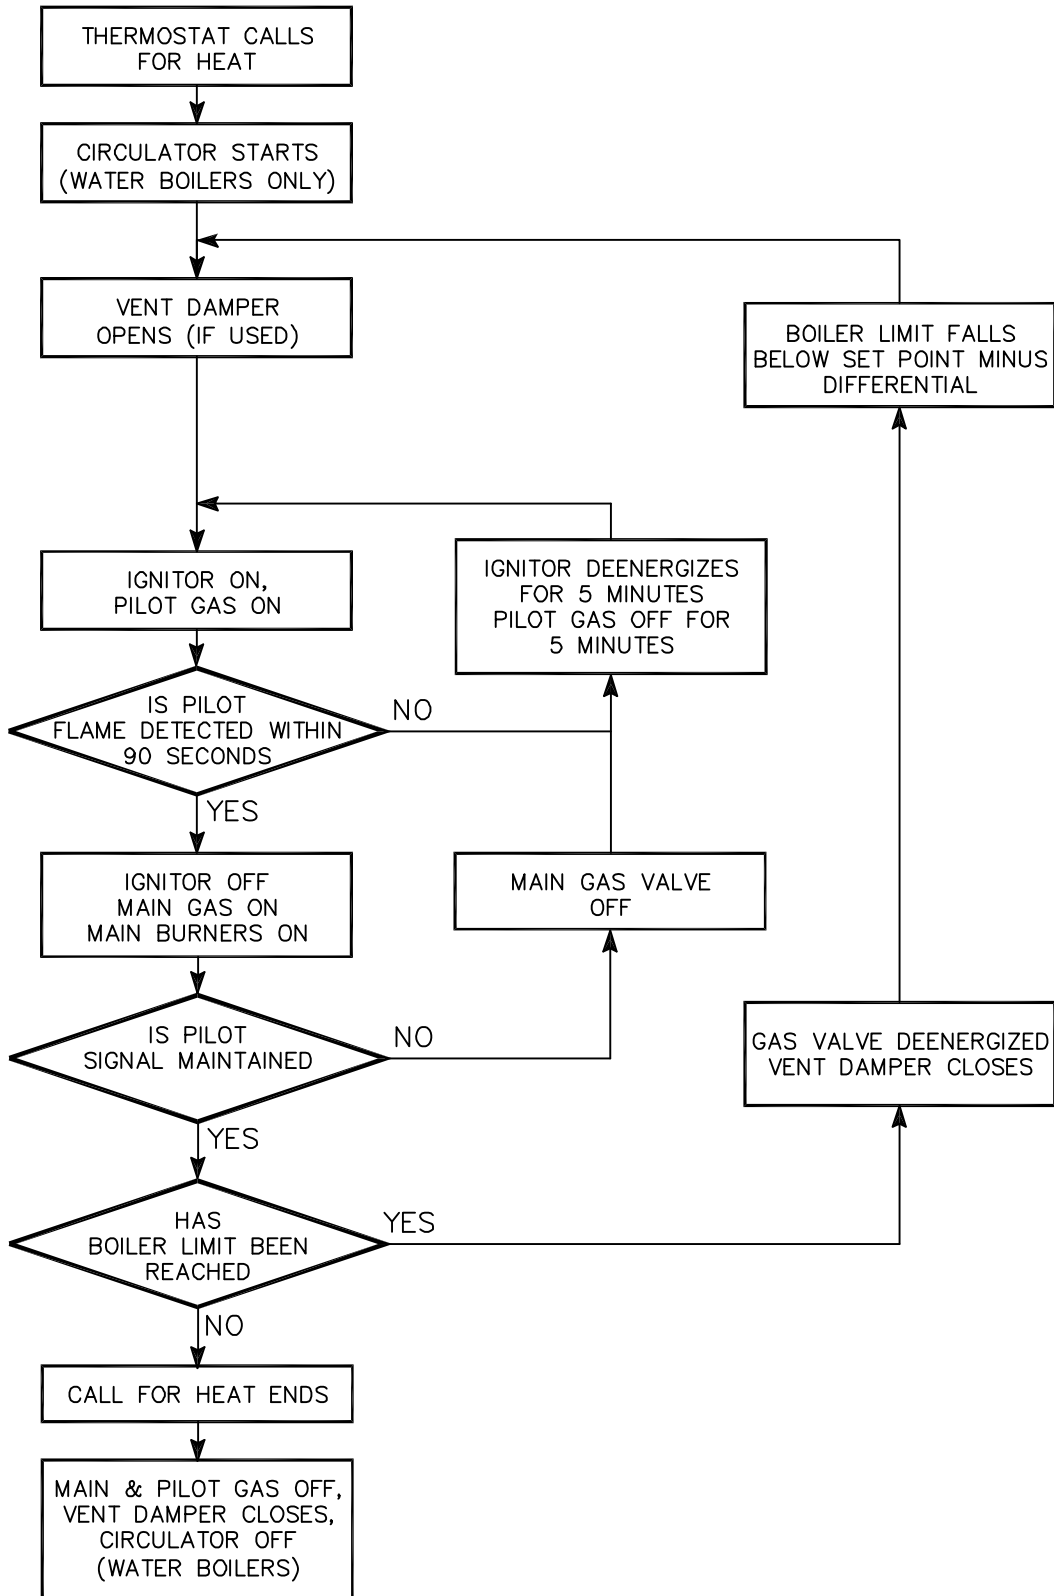 THERMOSTAT CALLS
FOR HEAT
CIRCULATOR STARTS
(WATER BOILERS ONLY)
VENT DAMPER
OPENS (IF USED)
BOILER LIMIT FALLS
BELOW SET POINT MINUS
DIFFERENTIAL
IGNITOR ON,
PILOT GAS ON
IGNITOR DEENERGIZES
FOR 5 MINUTES
PILOT GAS OFF FOR
5 MINUTES
IS PILOT
FLAME DETECTED WITHIN
90 SECONDS
NO
YES
IGNITOR OFF
MAIN GAS ON
MAIN BURNERS ON
MAIN GAS VALVE
OFF
IS PILOT
SIGNAL MAINTAINED
NO
YES
GAS VALVE DEENERGIZED
VENT DAMPER CLOSES
HAS
BOILER LIMIT BEEN
REACHED
YES
NO
CALL FOR HEAT ENDS
MAIN & PILOT GAS OFF,
VENT DAMPER CLOSES,
CIRCULATOR OFF
(WATER BOILERS)